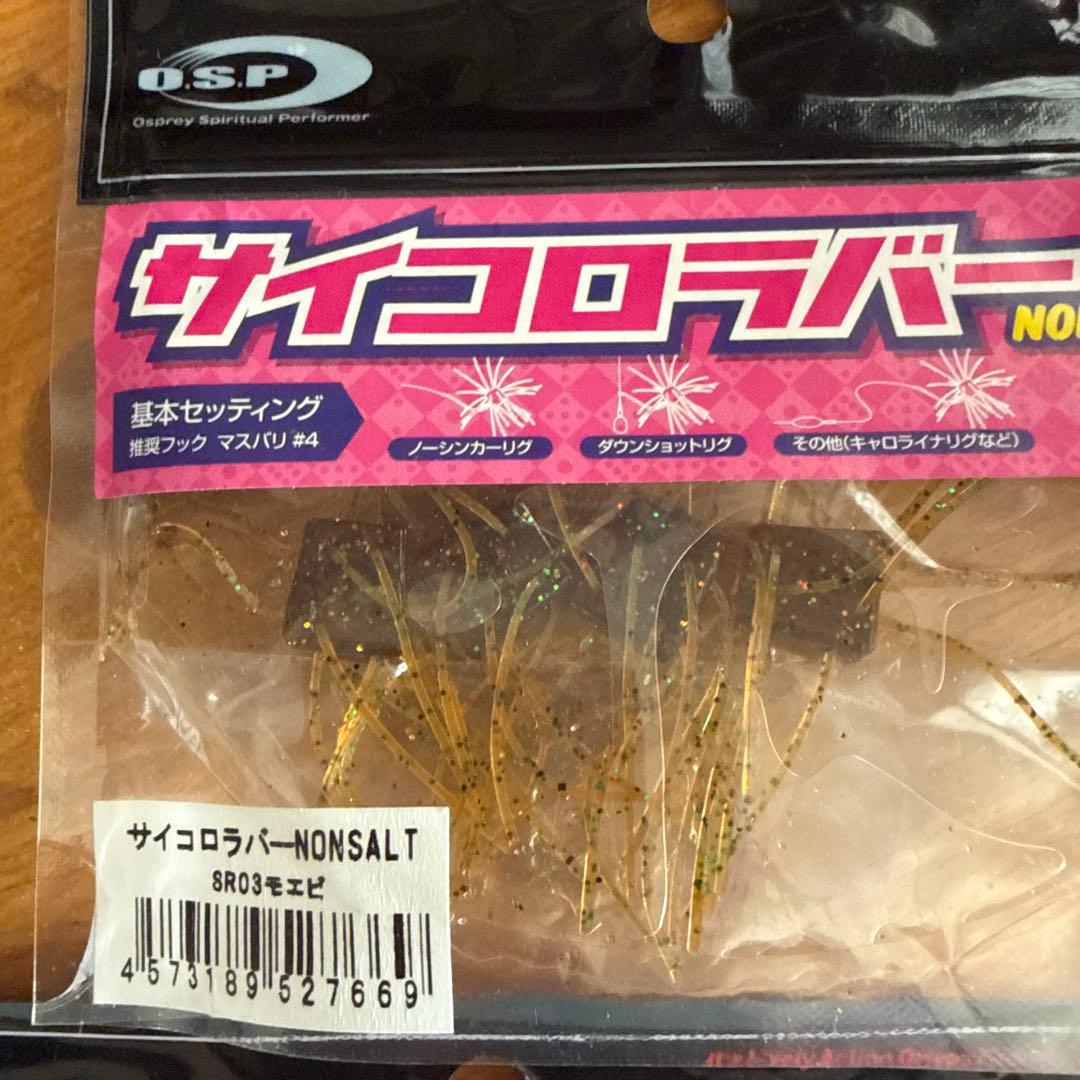 O.S.P
Osprey Spiritual Performer
サイコロラバー
基本セッティング
推奨フック マスバリ #4
ノーシンカーリグ
ダウンショットリグ
その他(キャロライナリグなど)
サイコロラバーNONSALT
SR03モエビ
4573189527669